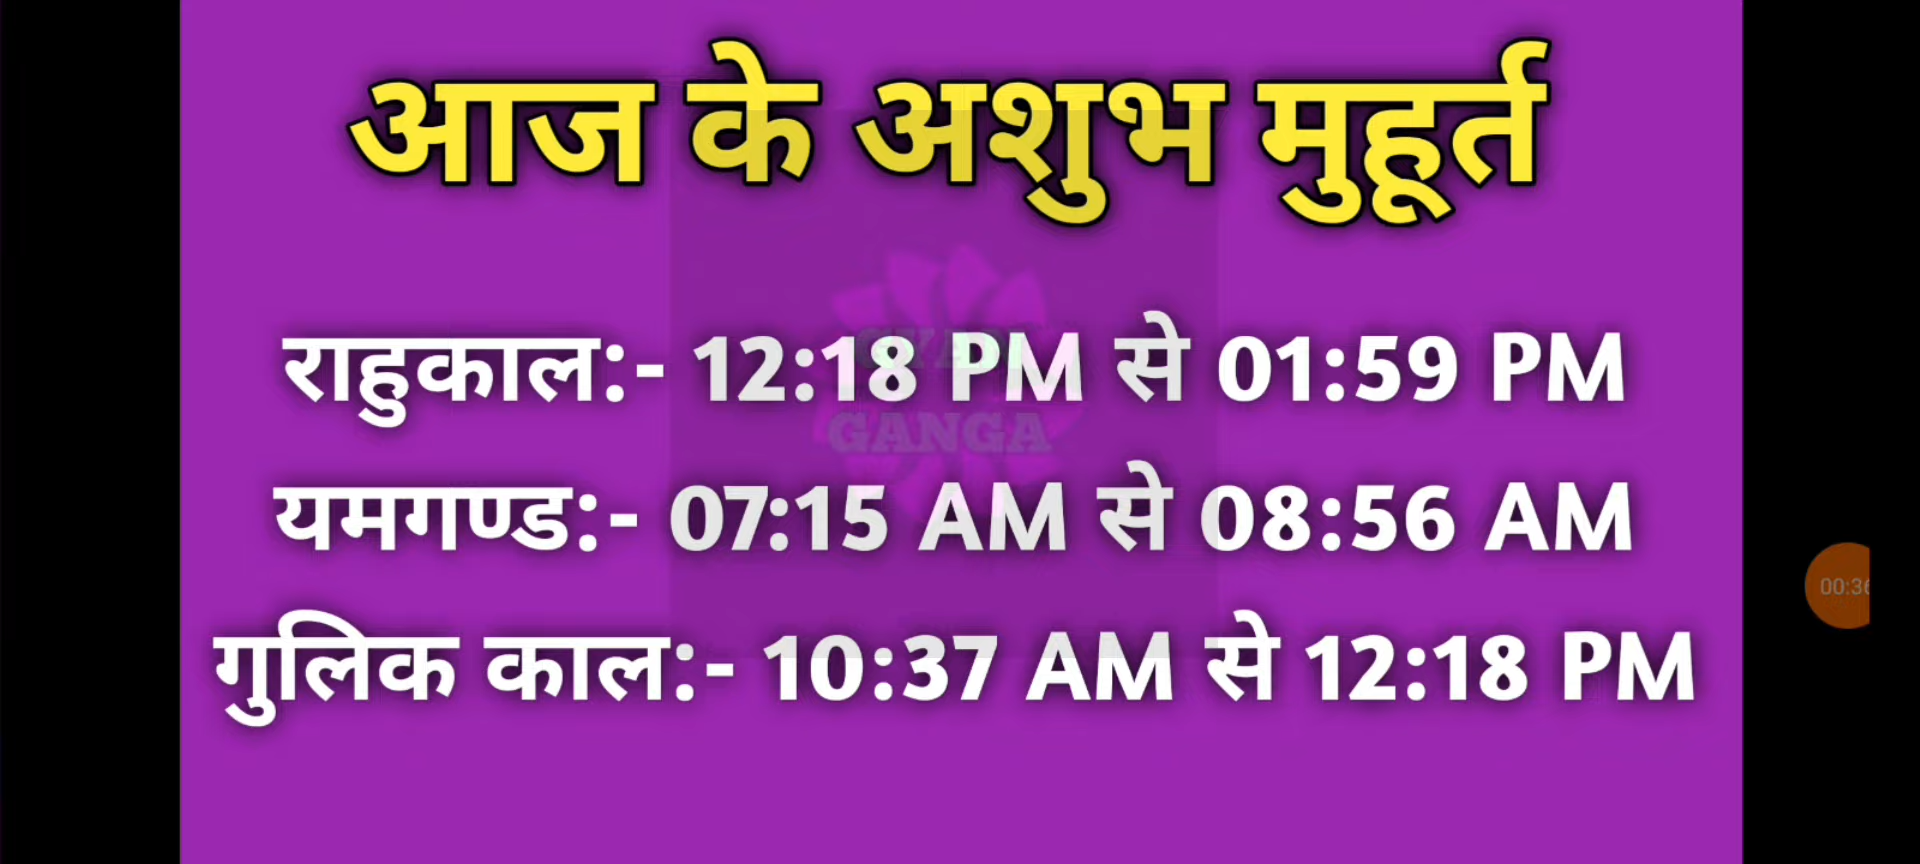 आज के अशुभ मुहूर्त
राहुकाल:- 12:18 PM से 01:59 PM
GANGA
यमगण्ड:- 07:15 AM से 08:56 AM
गुलिक काल:- 10:37 AM से 12:18 PM